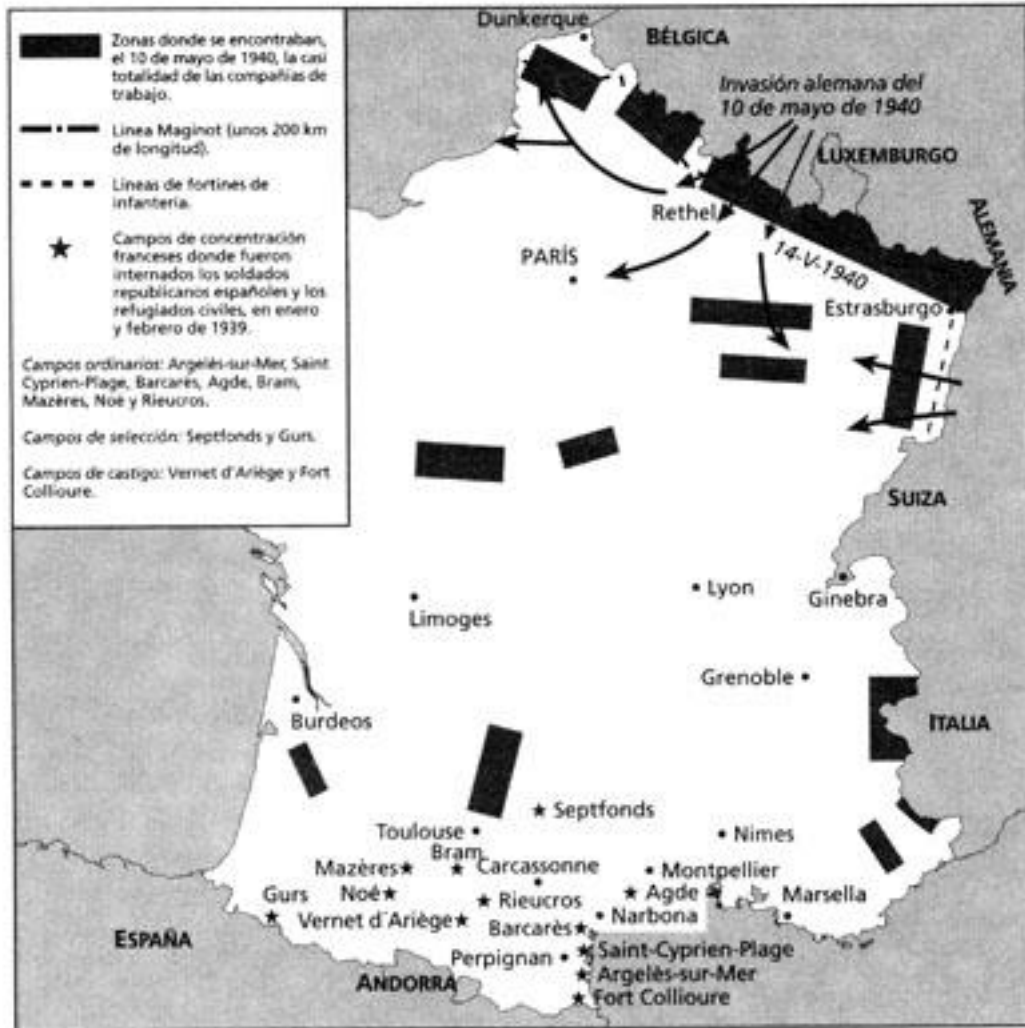 Zonas donde se encontraban,
el 10 de mayo de 1940, la casi
totalidad de las compañías de
trabajo.
Línea Maginot (unos 200 km
de longitud).
Líneas de fortines de
infantería.
Campos de concentración
franceses donde fueron
internados los soldados
republicanos españoles y los
refugiados civiles, en enero
y febrero de 1939.
Campos ordinarios: Argelès-sur-Mer, Saint
Cyprien-Plage, Barcarès, Agde, Bram,
Mazères, Noé y Rieucros.
Campos de selección: Septfonds y Gurs.
Campos de castigo: Vernet d'Ariège y Fort
Collioure.
Dunkerque
BÉLGICA
Invasión alemana del
10 de mayo de 1940
LUXEMBURGO
ALEMANIA
Rethel
14-V-1940
PARÍS
Estrasburgo
SUIZA
Lyon
Ginebra
Limoges
Grenoble
ITALIA
Burdeos
Septfonds
Toulouse
Nimes
Bram
Mazères
Carcassonne
Montpellier
Gurs
Noé
Rieucros
Agde
Marsella
Vernet d´Ariège
Narbona
Barcarès
ESPAÑA
Saint-Cyprien-Plage
Perpignan
ANDORRA
Argelès-sur-Mer
Fort Collioure